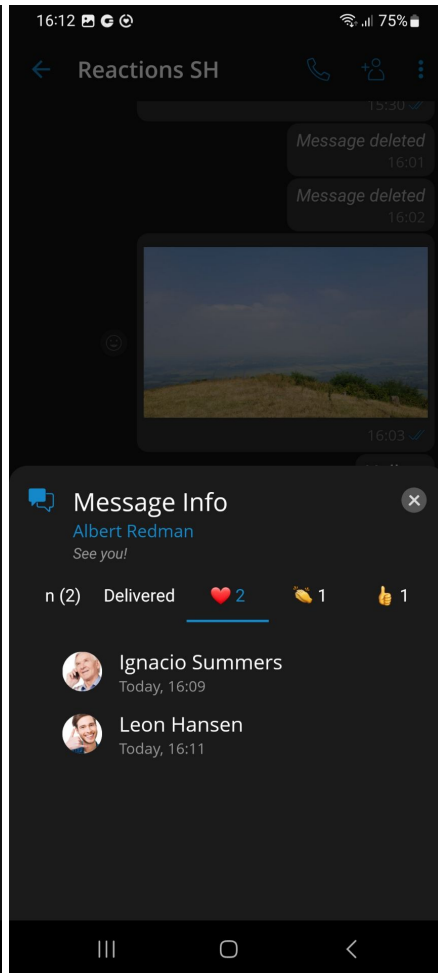 16:12 75%
Reactions SH
15:30
Message deleted
16:01
Message deleted
16:02
16:03
Message Info
Albert Redman
See you!
n (2) Delivered 2 1 1
Ignacio Summers
Today, 16:09
Leon Hansen
Today, 16:11